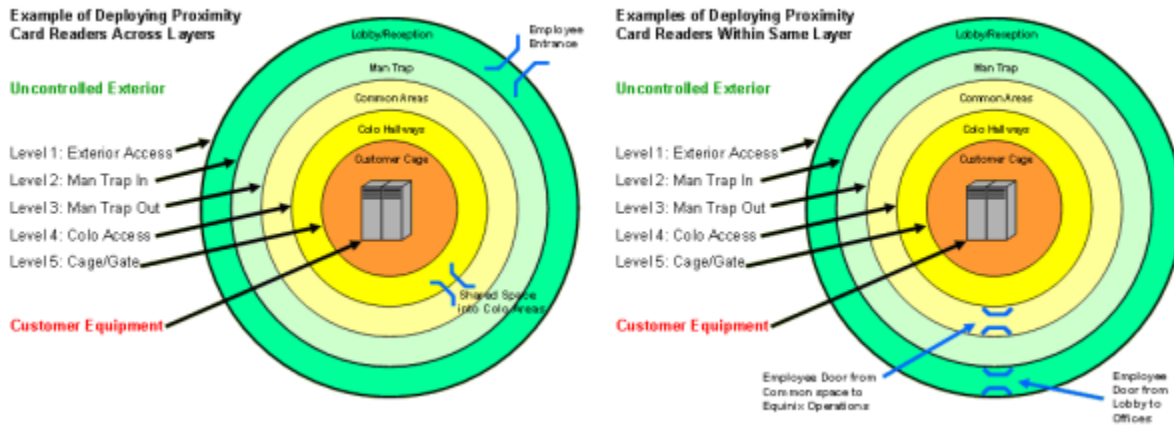 Example of Deploying Proximity
Card Readers Across Layers
Uncontrolled Exterior
Level 1: Exterior Access
Level 2: Man Trap In
Level 3: Man Trap Out
Level 4: Colo Access
Level 5: Cage/Gate
Customer Equipment
Lobby/Reception
Man Trap
Common Areas
Colo Hallways
Customer Cage
Employee
Entrance
Shared Space
into Colo Areas
Examples of Deploying Proximity
Card Readers Within Same Layer
Uncontrolled Exterior
Level 1: Exterior Access
Level 2: Man Trap In
Level 3: Man Trap Out
Level 4: Colo Access
Level 5: Cage/Gate
Customer Equipment
Lobby/Reception
Man Trap
Common Areas
Colo Hallways
Customer Cage
Employee Door from
Common space to
Equinix Operations
Employee
Door from
Lobby to
Offices